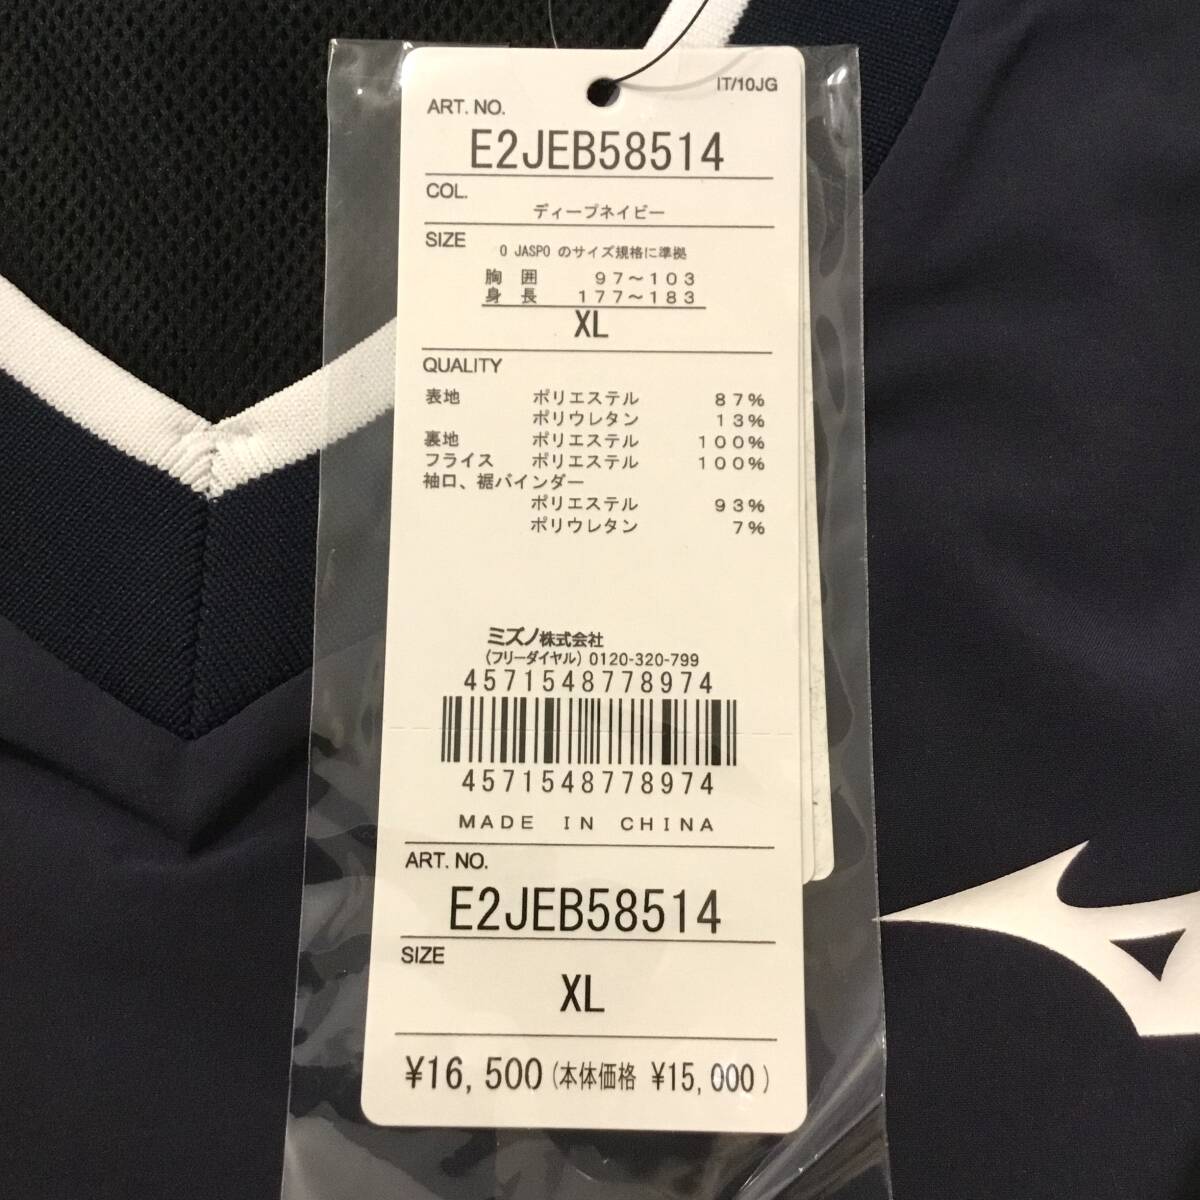 IT/10JG
ART. NO.
E2JEB58514
COL.
ディープネイビー
SIZE
O JASPO のサイズ規格に準拠
胸 囲 97～103
身 長 177～183
XL
QUALITY
表地 ポリエステル 87%
ポリウレタン 13%
裏地 ポリエステル 100%
フライス ポリエステル 100%
袖口、裾バインダー
ポリエステル 93%
ポリウレタン 7%
ミズノ株式会社
(フリーダイヤル) 0120-320-799
4571548778974
4571548778974
MADE IN CHINA
ART. NO.
E2JEB58514
SIZE
XL
¥16,500(本体価格 ¥15,000)